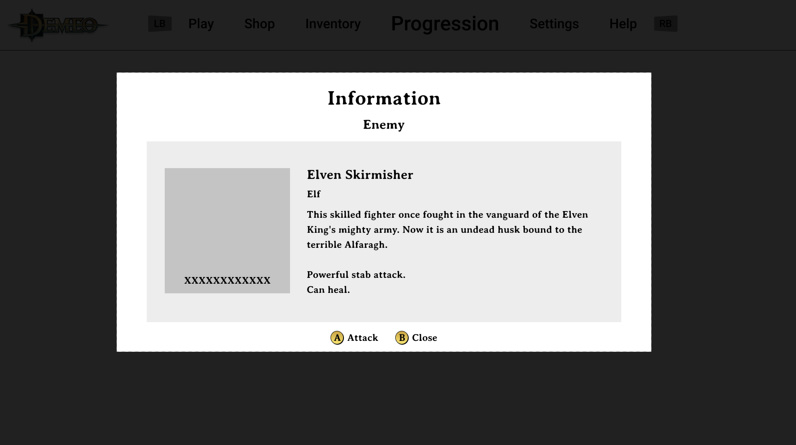 LB Play Shop Inventory Progression Settings Help RB
Information
Enemy
Elven Skirmisher
Elf
This skilled fighter once fought in the vanguard of the Elven
King's mighty army. Now it is an undead husk bound to the
terrible Alfaragh.
Powerful stab attack.
Can heal.
XXXXXXXXXXXX
A Attack B Close